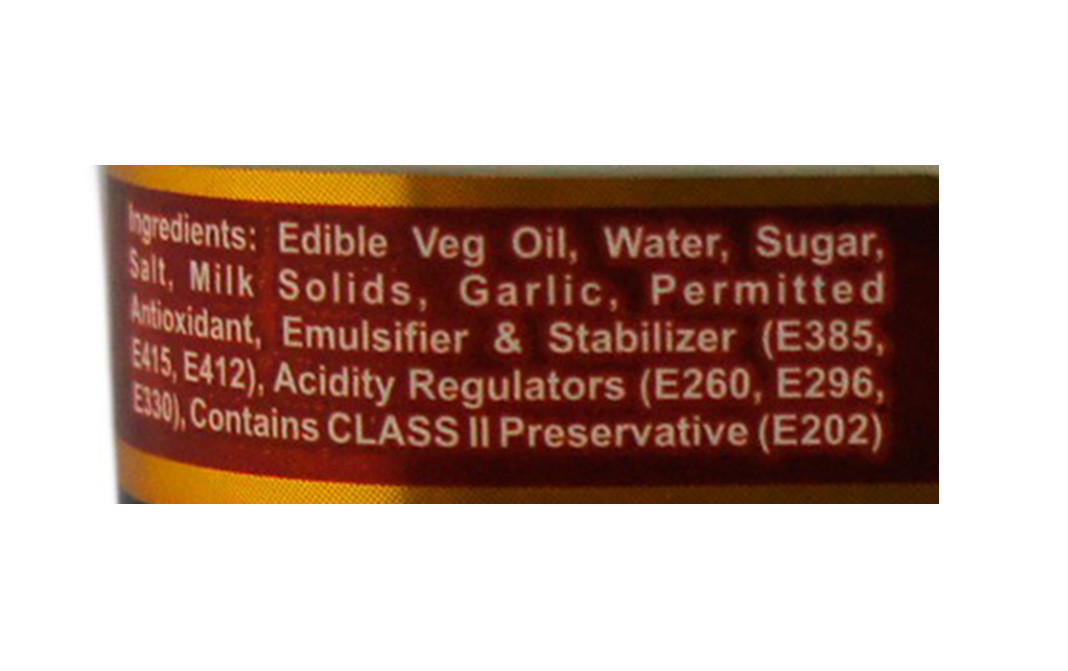 Ingredients: Edible Veg Oil, Water, Sugar,
Salt, Milk Solids, Garlic, Permitted
Antioxidant, Emulsifier & Stabilizer (E385,
E415, E412), Acidity Regulators (E260, E296,
E330), Contains CLASS II Preservative (E202)